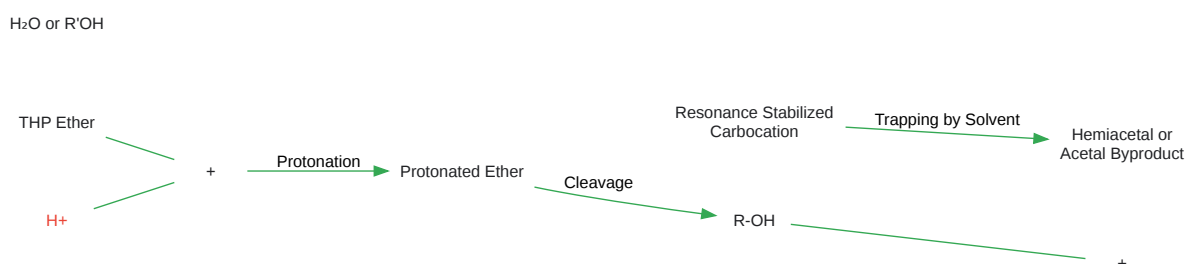 H₂O or R'OH
THP Ether
H+
+
Protonation
Protonated Ether
Cleavage
Resonance Stabilized
Carbocation
Trapping by Solvent
Hemiacetal or
Acetal Byproduct
R-OH
+